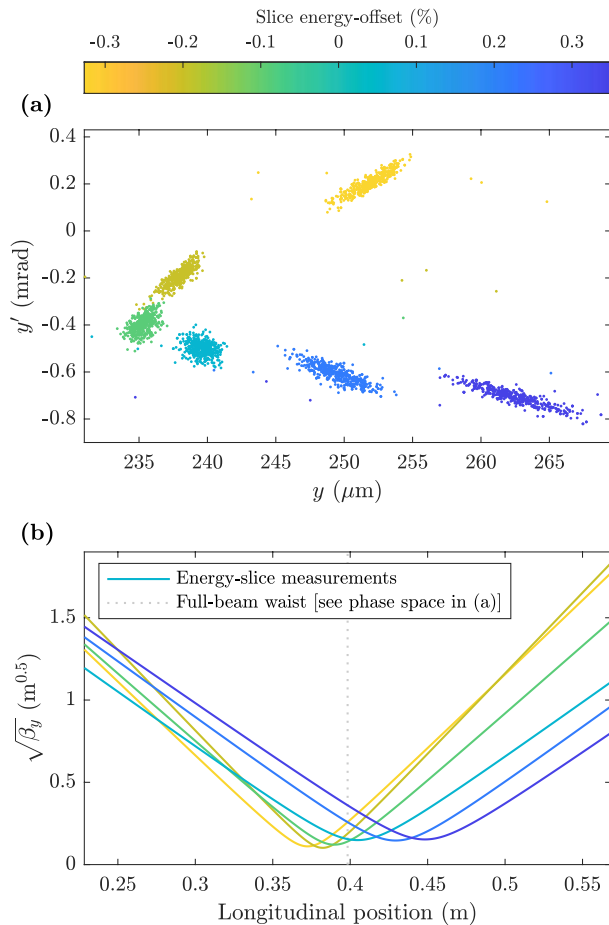 Slice energy-offset (%)
-0.3 -0.2 -0.1 0 0.1 0.2 0.3
(a)
0.4
0.2
0
-0.2
-0.4
-0.6
-0.8
y′ (mrad)
235 240 245 250 255 260 265
y (μm)
(b)
Energy-slice measurements
Full-beam waist [see phase space in (a)]
1.5
1
0.5
0
√β_y (m^0.5)
0.25 0.3 0.35 0.4 0.45 0.5 0.55
Longitudinal position (m)